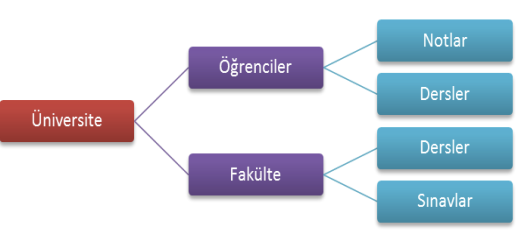 Üniversite
Öğrenciler
Notlar
Dersler
Fakülte
Dersler
Sınavlar